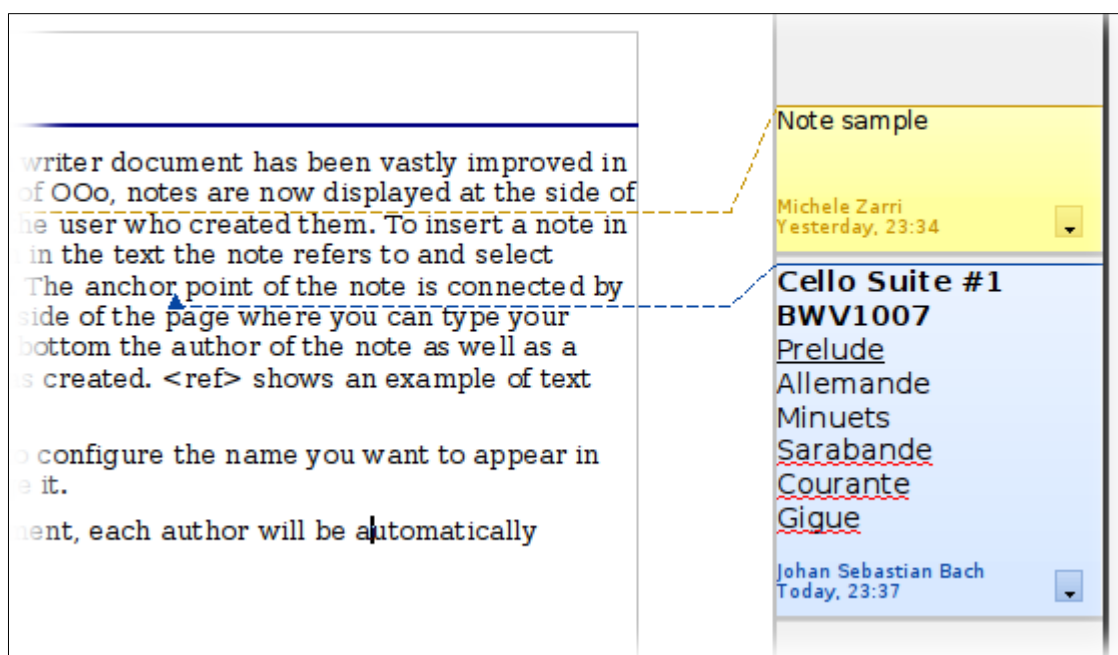 writer document has been vastly improved in
of OOo, notes are now displayed at the side of
he user who created them. To insert a note in
in the text the note refers to and select
The anchor point of the note is connected by
side of the page where you can type your
bottom the author of the note as well as a
s created. <ref> shows an example of text
o configure the name you want to appear in
e it.
ment, each author will be automatically
Note sample
Michele Zarri
Yesterday, 23:34
Cello Suite #1
BWV1007
Prelude
Allemande
Minuets
Sarabande
Courante
Gigue
Johan Sebastian Bach
Today, 23:37